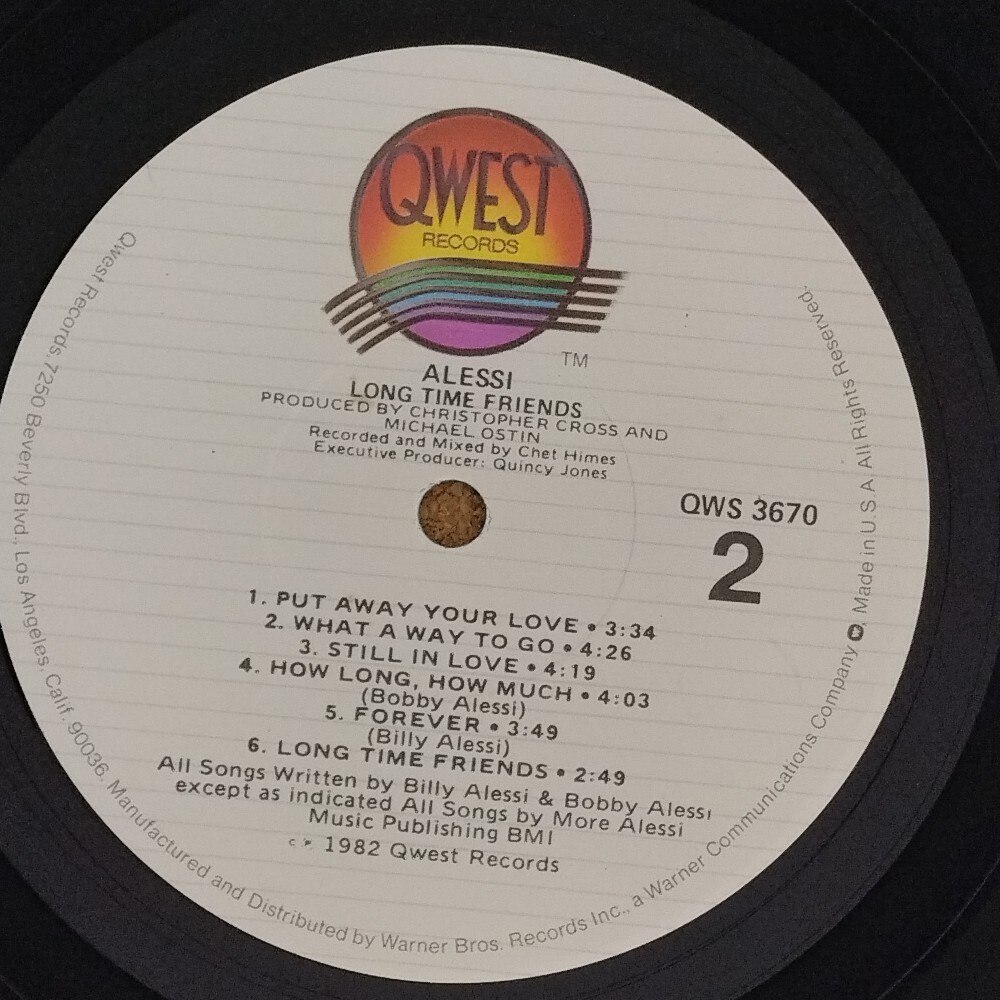 QWEST
RECORDS
TM
ALESSI
LONG TIME FRIENDS
PRODUCED BY CHRISTOPHER CROSS AND
MICHAEL OSTIN
Recorded and Mixed by Chet Himes
Executive Producer: Quincy Jones
QWS 3670
2
1. PUT AWAY YOUR LOVE • 3:34
2. WHAT A WAY TO GO • 4:26
3. STILL IN LOVE • 4:19
4. HOW LONG, HOW MUCH • 4:03
(Bobby Alessi)
5. FOREVER • 3:49
(Billy Alessi)
6. LONG TIME FRIENDS • 2:49
All Songs Written by Billy Alessi & Bobby Alessi
except as indicated All Songs by More Alessi
Music Publishing BMI
℗ 1982 Qwest Records
Qwest Records, 7250 Beverly Blvd., Los Angeles, Calif. 90036. Manufactured and Distributed by Warner Bros. Records Inc., a Warner Communications Company. Made in U.S.A. All Rights Reserved.